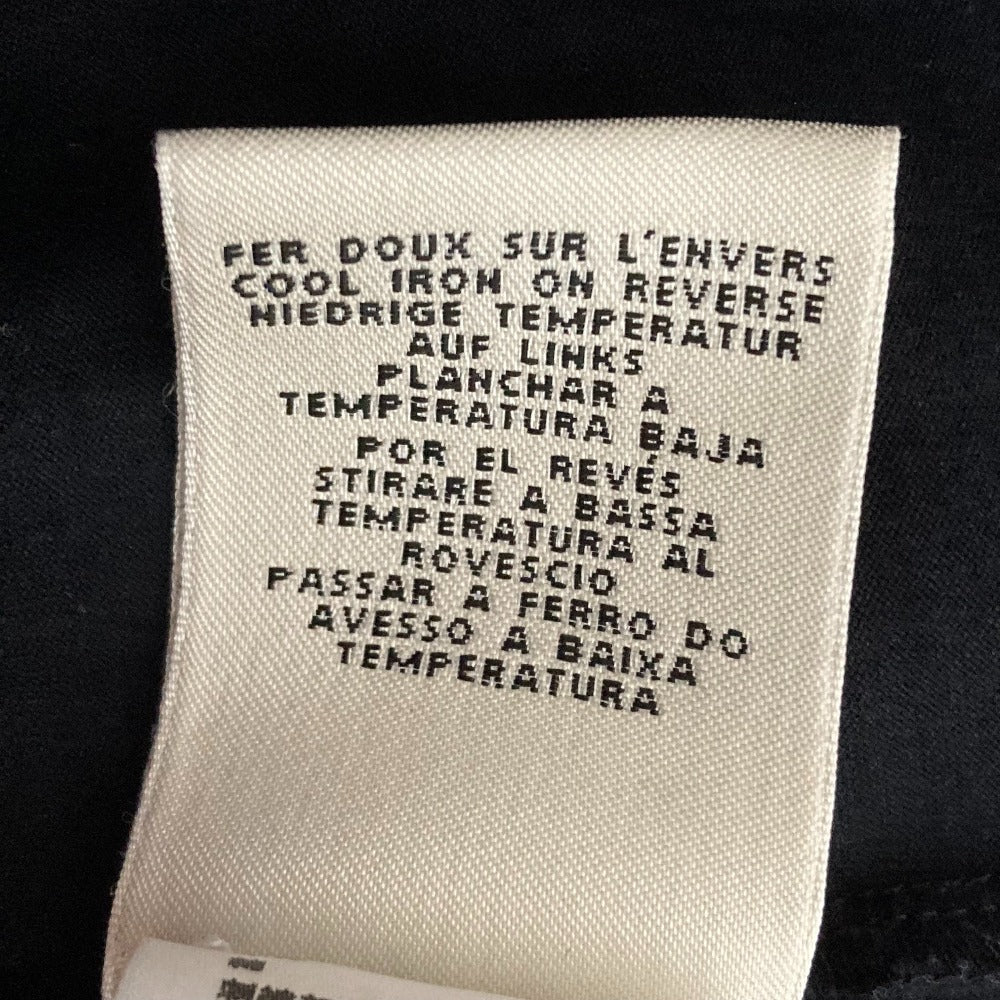 FER DOUX SUR L'ENVERS
COOL IRON ON REVERSE
NIEDRIGE TEMPERATUR
AUF LINKS
PLANCHAR A
TEMPERATURA BAJA
POR EL REVÉS
STIRARE A BASSA
TEMPERATURA AL
ROVESCIO
PASSAR A FERRO DO
AVESSO A BAIXA
TEMPERATURA